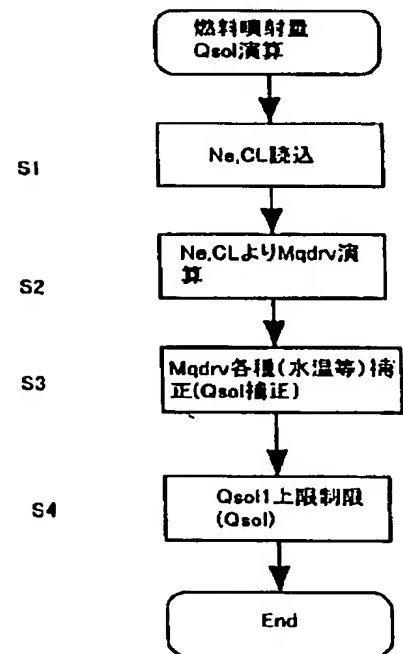 燃料噴射量
Qsol演算
S1
Ne,CL読込
S2
Ne,CLよりMqdrv演
算
S3
Mqdrv各種(水温等)補
正(Qsol補正)
S4
Qsol1上限制限
(Qsol)
End